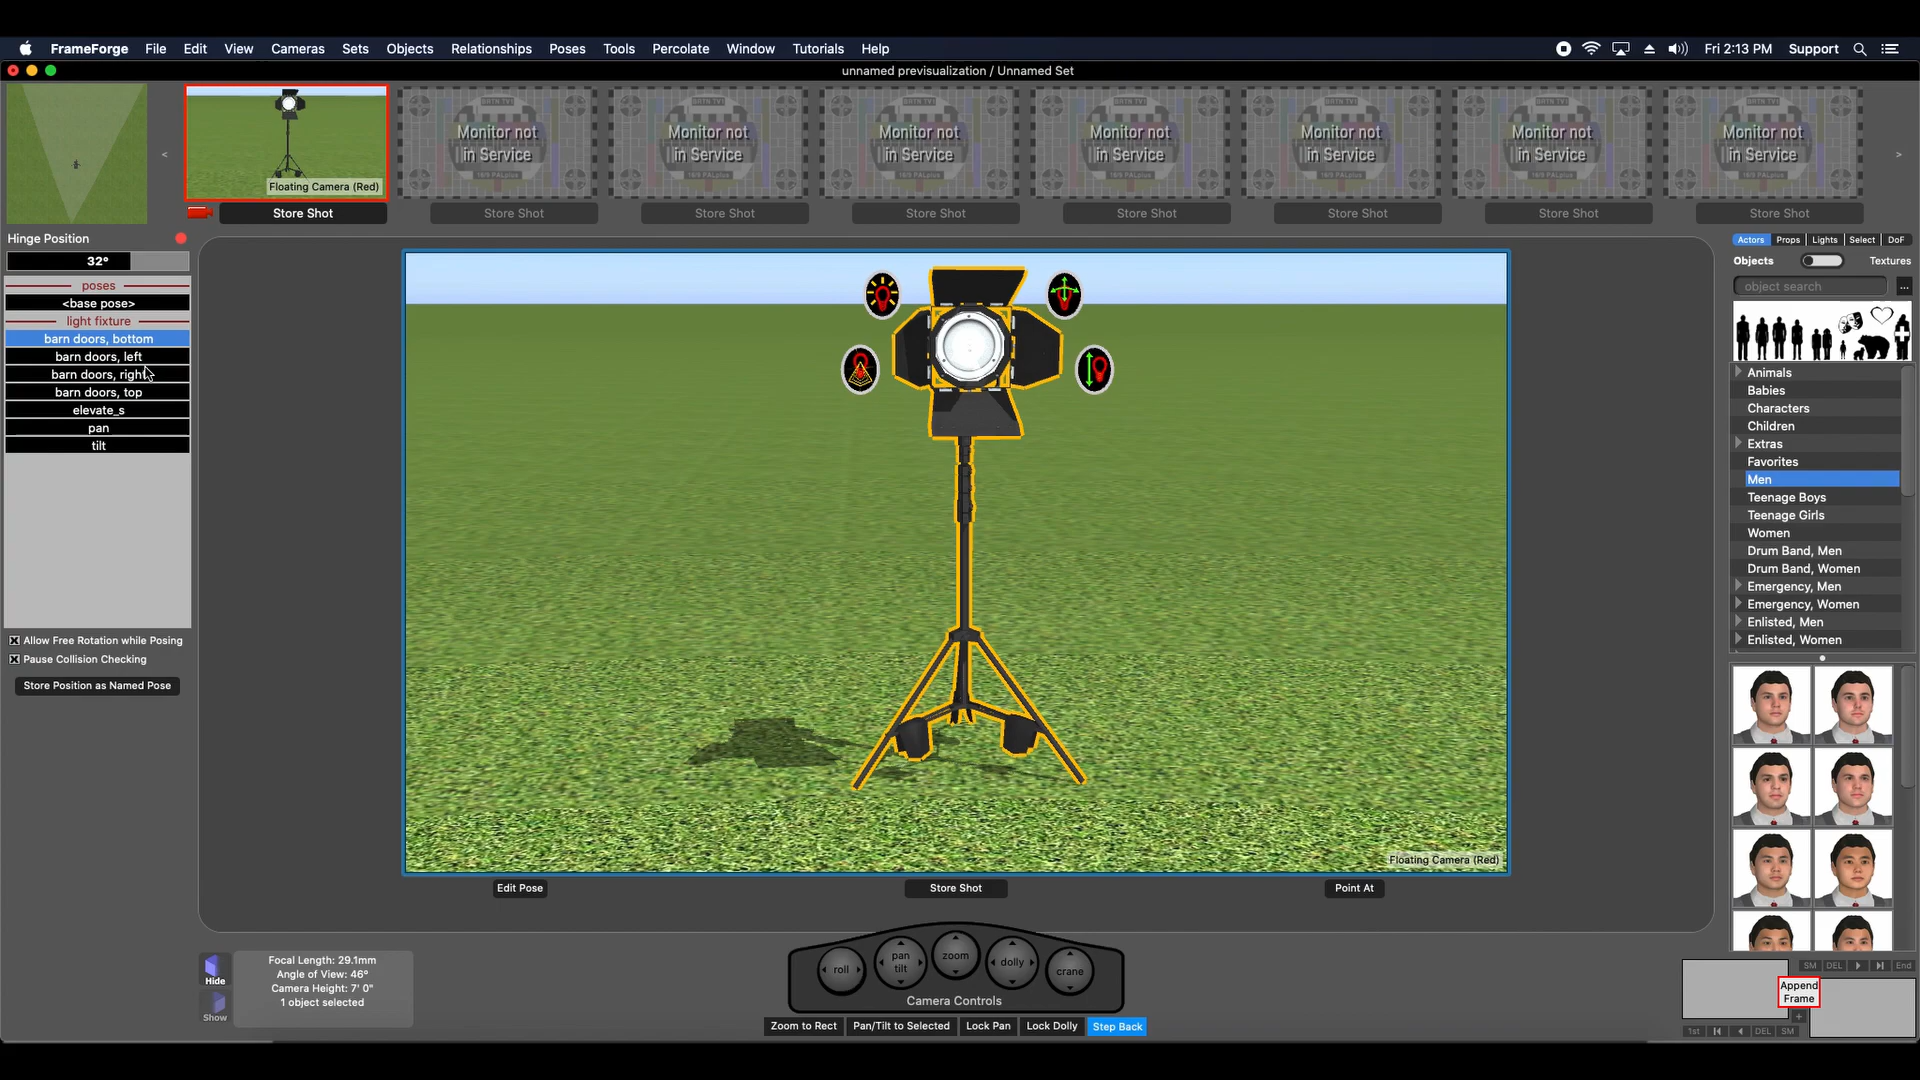 FrameForge File Edit View Cameras Sets Objects Relationships Poses Tools Percolate Window Tutorials Help Fri 2:13 PM Support
unnamed previsualization / Unnamed Set
Monitor not
in Service
Monitor not
in Service
Monitor not
in Service
Monitor not
in Service
Monitor not
in Service
Monitor not
in Service
Monitor not
in Service
< Floating Camera (Red) >
Store Shot Store Shot Store Shot Store Shot Store Shot Store Shot Store Shot Store Shot
Hinge Position
32°
poses
<base pose>
light fixture
barn doors, bottom
barn doors, left
barn doors, right
barn doors, top
elevate_s
pan
tilt
Allow Free Rotation while Posing
Pause Collision Checking
Store Position as Named Pose
Floating Camera (Red)
Edit Pose Store Shot Point At
Hide
Show
Focal Length: 29.1mm
Angle of View: 46°
Camera Height: 7' 0"
1 object selected
roll
pan
tilt
zoom
dolly
crane
Camera Controls
Zoom to Rect Pan/Tilt to Selected Lock Pan Lock Dolly Step Back
Actors Props Lights Select DoF
Objects Textures
object search ...
Animals
Babies
Characters
Children
Extras
Favorites
Men
Teenage Boys
Teenage Girls
Women
Drum Band, Men
Drum Band, Women
Emergency, Men
Emergency, Women
Enlisted, Men
Enlisted, Women
SM DEL End
Append
Frame
+
1st DEL SM